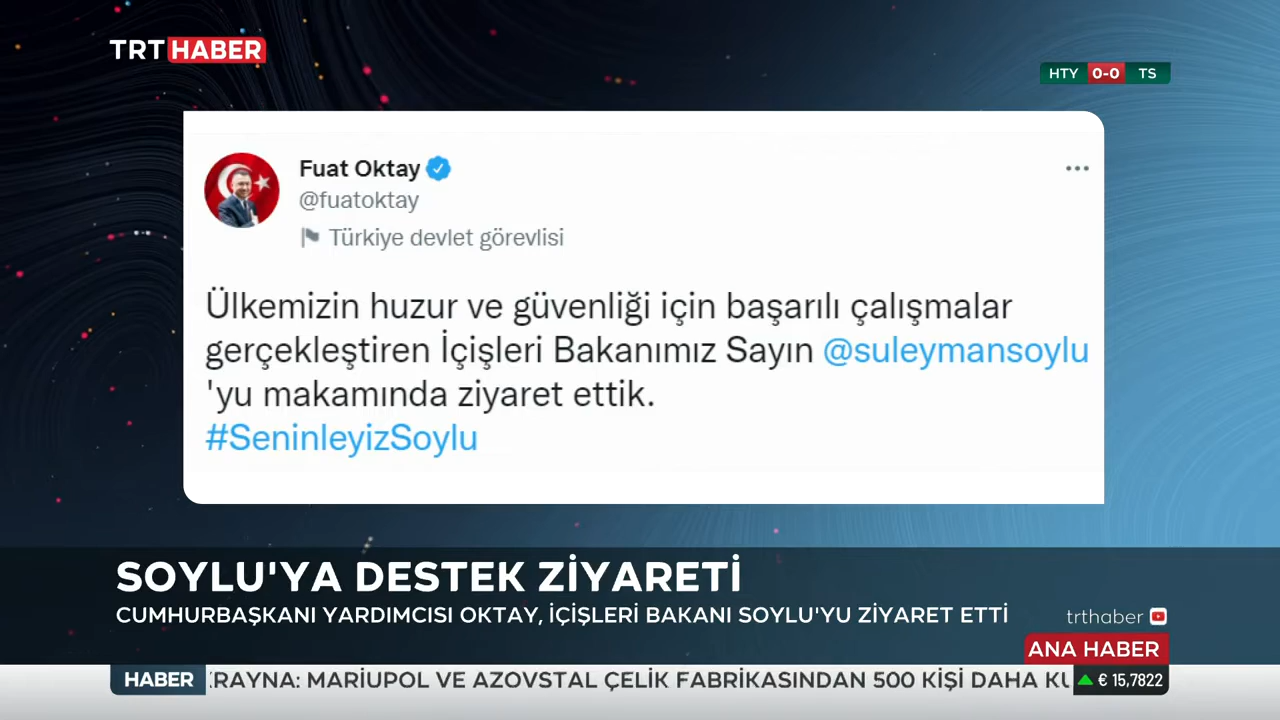 TRT HABER
HTY 0-0 TS
Fuat Oktay
@fuatoktay
Türkiye devlet görevlisi
Ülkemizin huzur ve güvenliği için başarılı çalışmalar
gerçekleştiren İçişleri Bakanımız Sayın @suleymansoylu
'yu makamında ziyaret ettik.
#SeninleyizSoylu
SOYLU'YA DESTEK ZİYARETİ
CUMHURBAŞKANI YARDIMCISI OKTAY, İÇİŞLERİ BAKANI SOYLU'YU ZİYARET ETTİ
trthaber
ANA HABER
HABER
RAYNA: MARİUPOL VE AZOVSTAL ÇELİK FABRİKASINDAN 500 KİŞİ DAHA
€ 15,7822